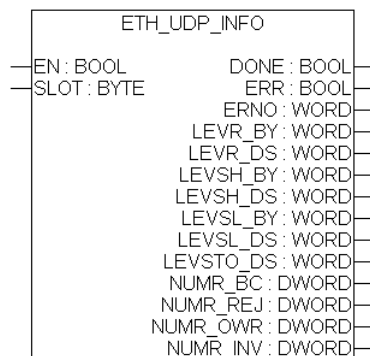 ETH_UDP_INFO
EN : BOOL DONE : BOOL
SLOT : BYTE ERR : BOOL
ERNO : WORD
LEVR_BY : WORD
LEVR_DS : WORD
LEVSH_BY : WORD
LEVSH_DS : WORD
LEVSL_BY : WORD
LEVSL_DS : WORD
LEVSTO_DS : WORD
NUMR_BC : DWORD
NUMR_REJ : DWORD
NUMR_OWR : DWORD
NUMR_INV : DWORD